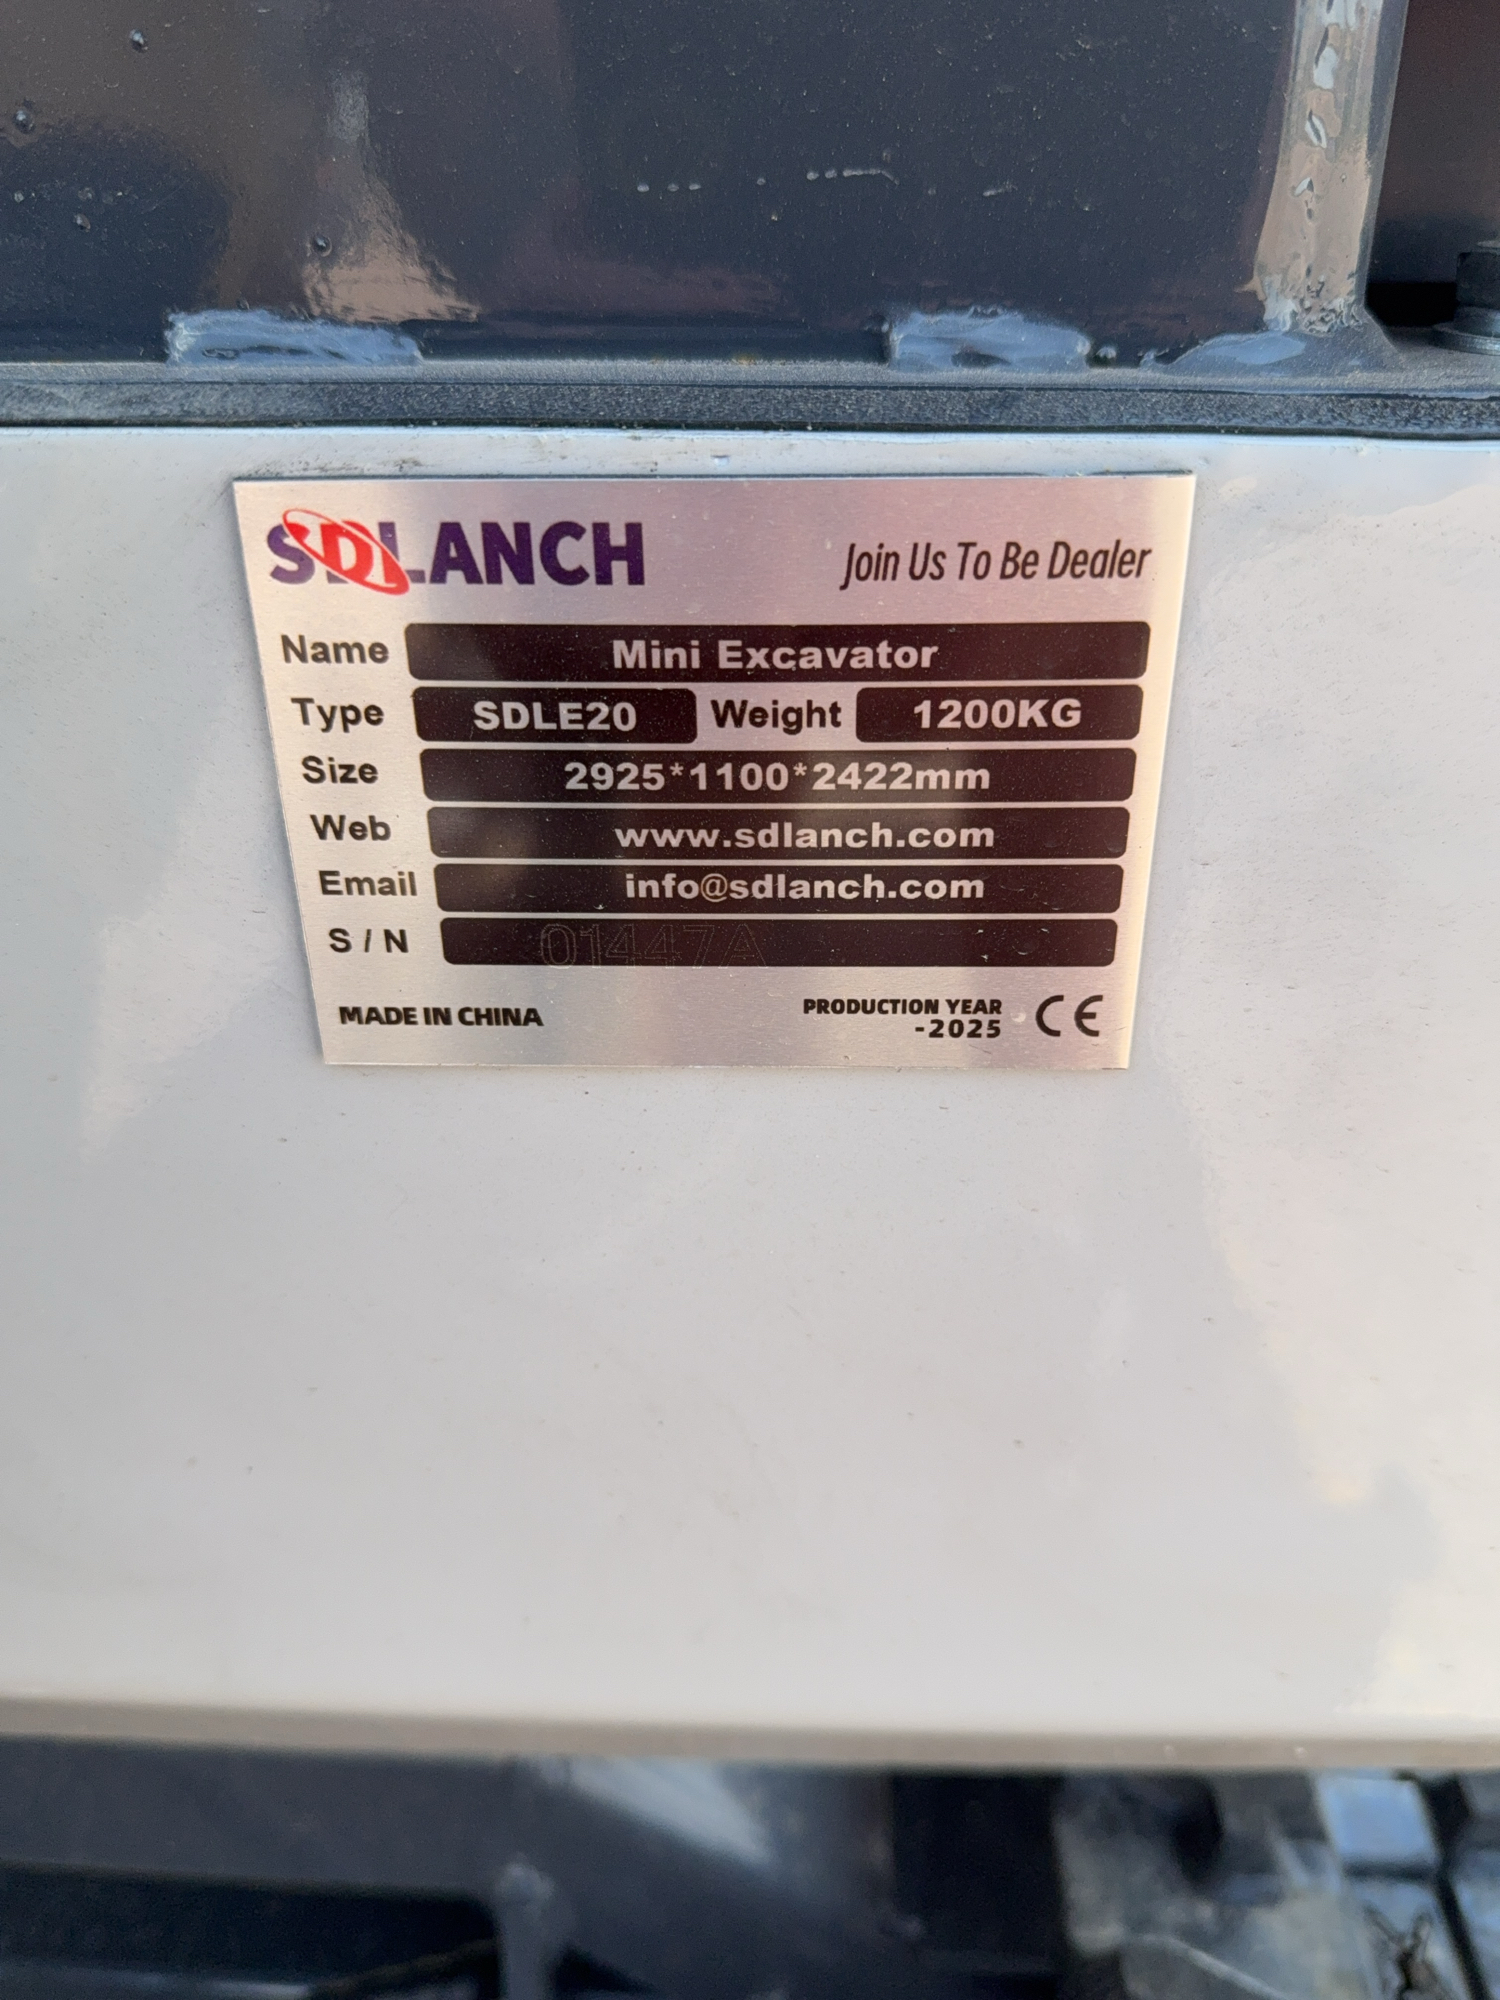 SDLANCH Join Us To Be Dealer
Name Mini Excavator
Type SDLE20 Weight 1200KG
Size 2925*1100*2422mm
Web www.sdlanch.com
Email info@sdlanch.com
S / N 01447A
MADE IN CHINA PRODUCTION YEAR CE
-2025